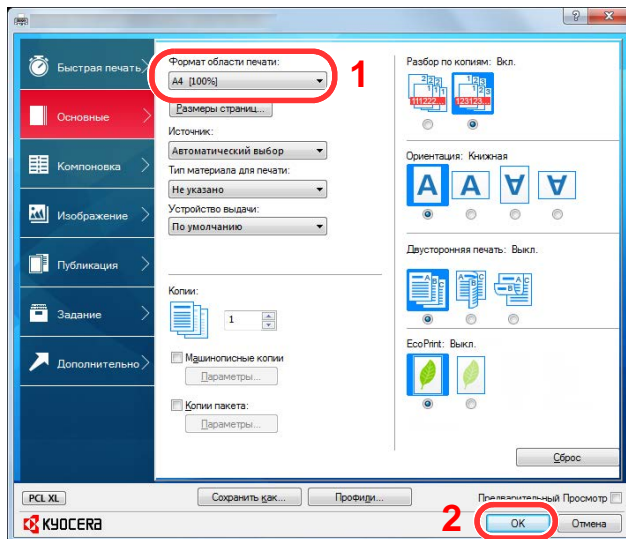 Быстрая печать
Основные
Компоновка
Изображение
Публикация
Задание
Дополнительно
Формат области печати:
A4 [100%]
1
Размеры страниц...
Источник:
Автоматический выбор
Тип материала для печати:
Не указано
Устройство выдачи:
По умолчанию
Копии:
1
Машинописные копии
Параметры...
Копии пакета:
Параметры...
Разбор по копиям: Вкл.
111222...
123123...
Ориентация: Книжная
A A A A
Двусторонняя печать: Выкл.
EcoPrint: Выкл.
Сброс
PCL XL
Сохранить как...
Профили...
Предварительный Просмотр
KYOCERA
2
OK
Отмена